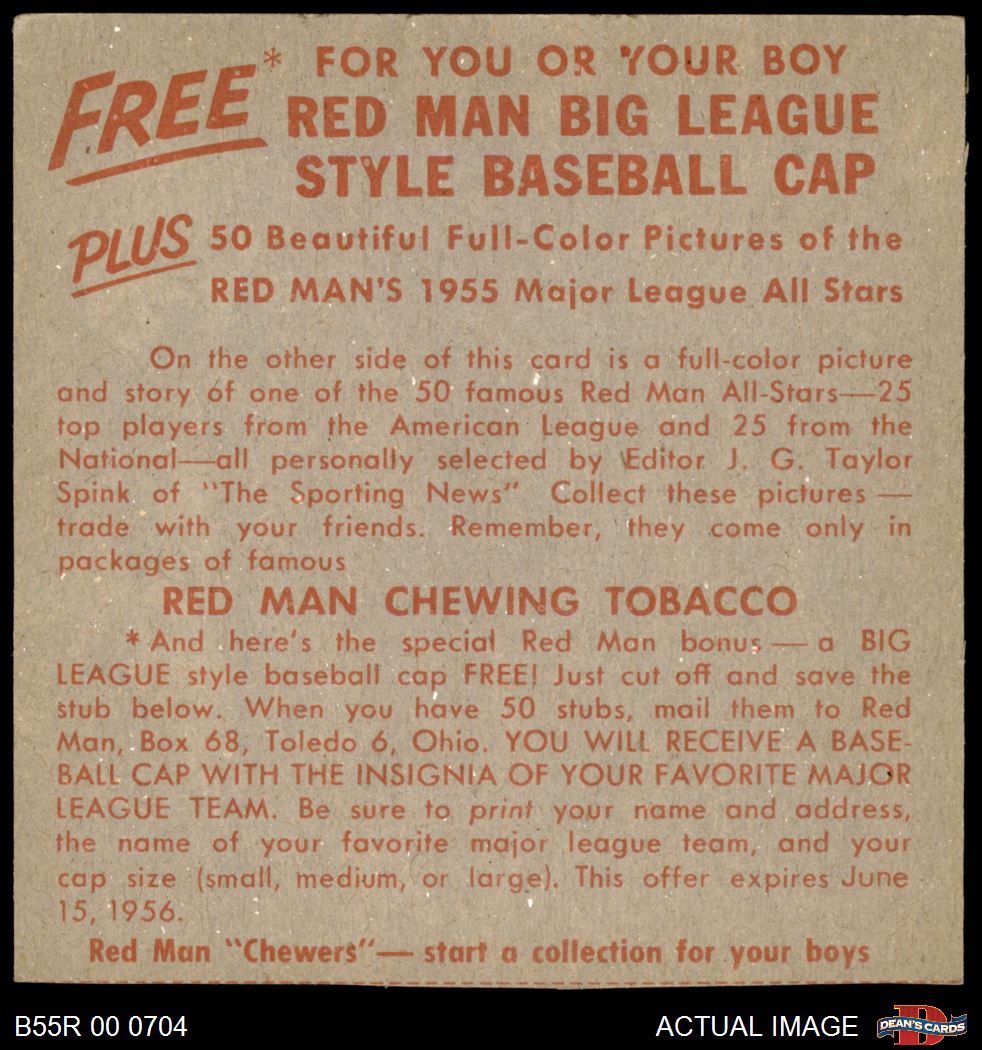 FREE* FOR YOU OR YOUR BOY
RED MAN BIG LEAGUE
STYLE BASEBALL CAP
PLUS 50 Beautiful Full-Color Pictures of the
RED MAN'S 1955 Major League All Stars
On the other side of this card is a full-color picture
and story of one of the 50 famous Red Man All-Stars—25
top players from the American League and 25 from the
National—all personally selected by Editor J. G. Taylor
Spink of "The Sporting News" Collect these pictures —
trade with your friends. Remember, they come only in
packages of famous
RED MAN CHEWING TOBACCO
*And here's the special Red Man bonus — a BIG
LEAGUE style baseball cap FREE! Just cut off and save the
stub below. When you have 50 stubs, mail them to Red
Man, Box 68, Toledo 6, Ohio. YOU WILL RECEIVE A BASE-
BALL CAP WITH THE INSIGNIA OF YOUR FAVORITE MAJOR
LEAGUE TEAM. Be sure to print your name and address,
the name of your favorite major league team, and your
cap size (small, medium, or large). This offer expires June
15, 1956.
Red Man "Chewers"— start a collection for your boys
B55R 00 0704
ACTUAL IMAGE
D
DEAN'S CARDS